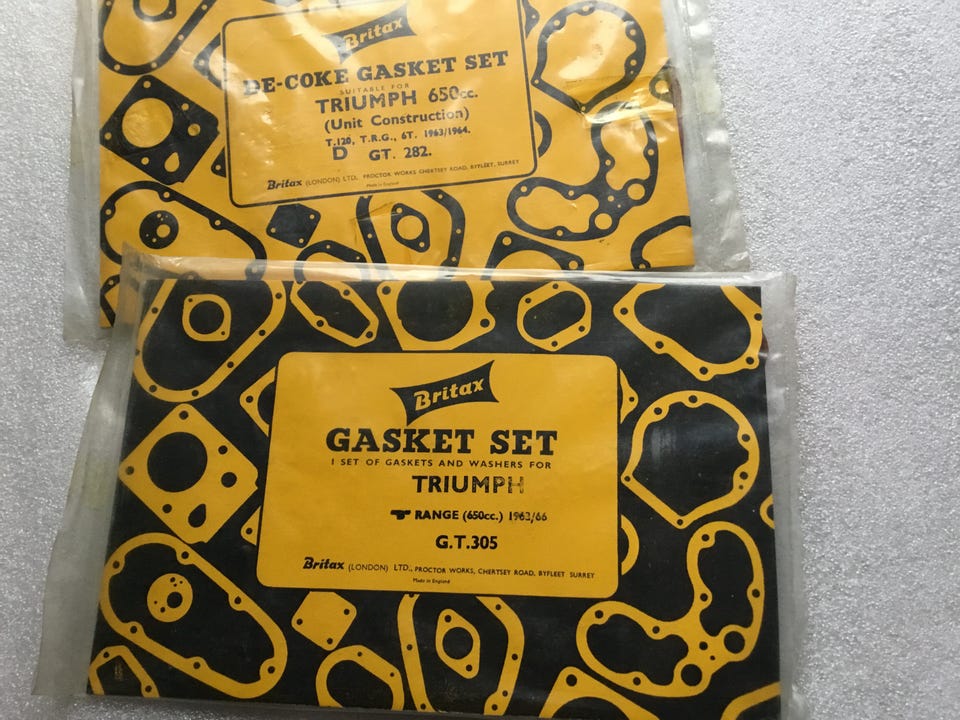 Britax
DE-COKE GASKET SET
SUITABLE FOR
TRIUMPH 650cc.
(Unit Construction)
T.120, T.R.G., 6T. 1963/1964.
D GT. 282.
Britax (LONDON) LTD. PROCTOR WORKS CHERTSEY ROAD, BYFLEET, SURREY
Made in England
Britax
GASKET SET
1 SET OF GASKETS AND WASHERS FOR
TRIUMPH
RANGE (650cc.) 1963/66
G.T.305
Britax (LONDON) LTD., PROCTOR WORKS, CHERTSEY ROAD, BYFLEET SURREY
Made in England